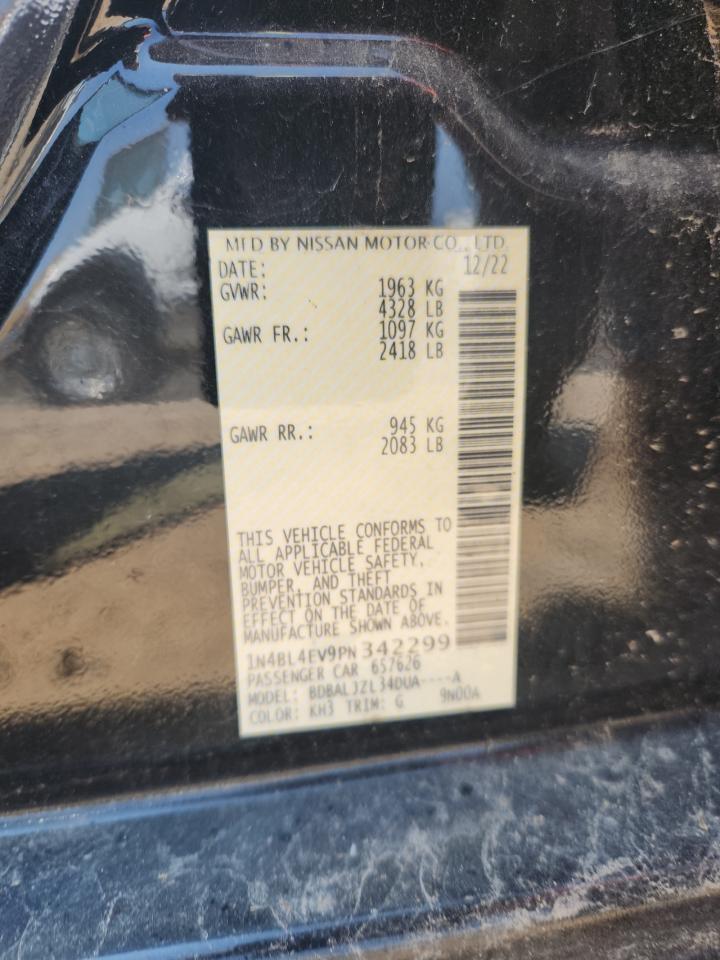 MFD BY NISSAN MOTOR CO., LTD.
DATE: 12/22
GVWR: 1963 KG
4328 LB
GAWR FR.: 1097 KG
2418 LB
GAWR RR.: 945 KG
2083 LB
THIS VEHICLE CONFORMS TO
ALL APPLICABLE FEDERAL
MOTOR VEHICLE SAFETY,
BUMPER, AND THEFT
PREVENTION STANDARDS IN
EFFECT ON THE DATE OF
MANUFACTURE SHOWN ABOVE.
1N4BL4EV9PN342299
PASSENGER CAR 657626
MODEL: BDBALJZL34DUA----A
COLOR: KH3 TRIM: G 9N00A